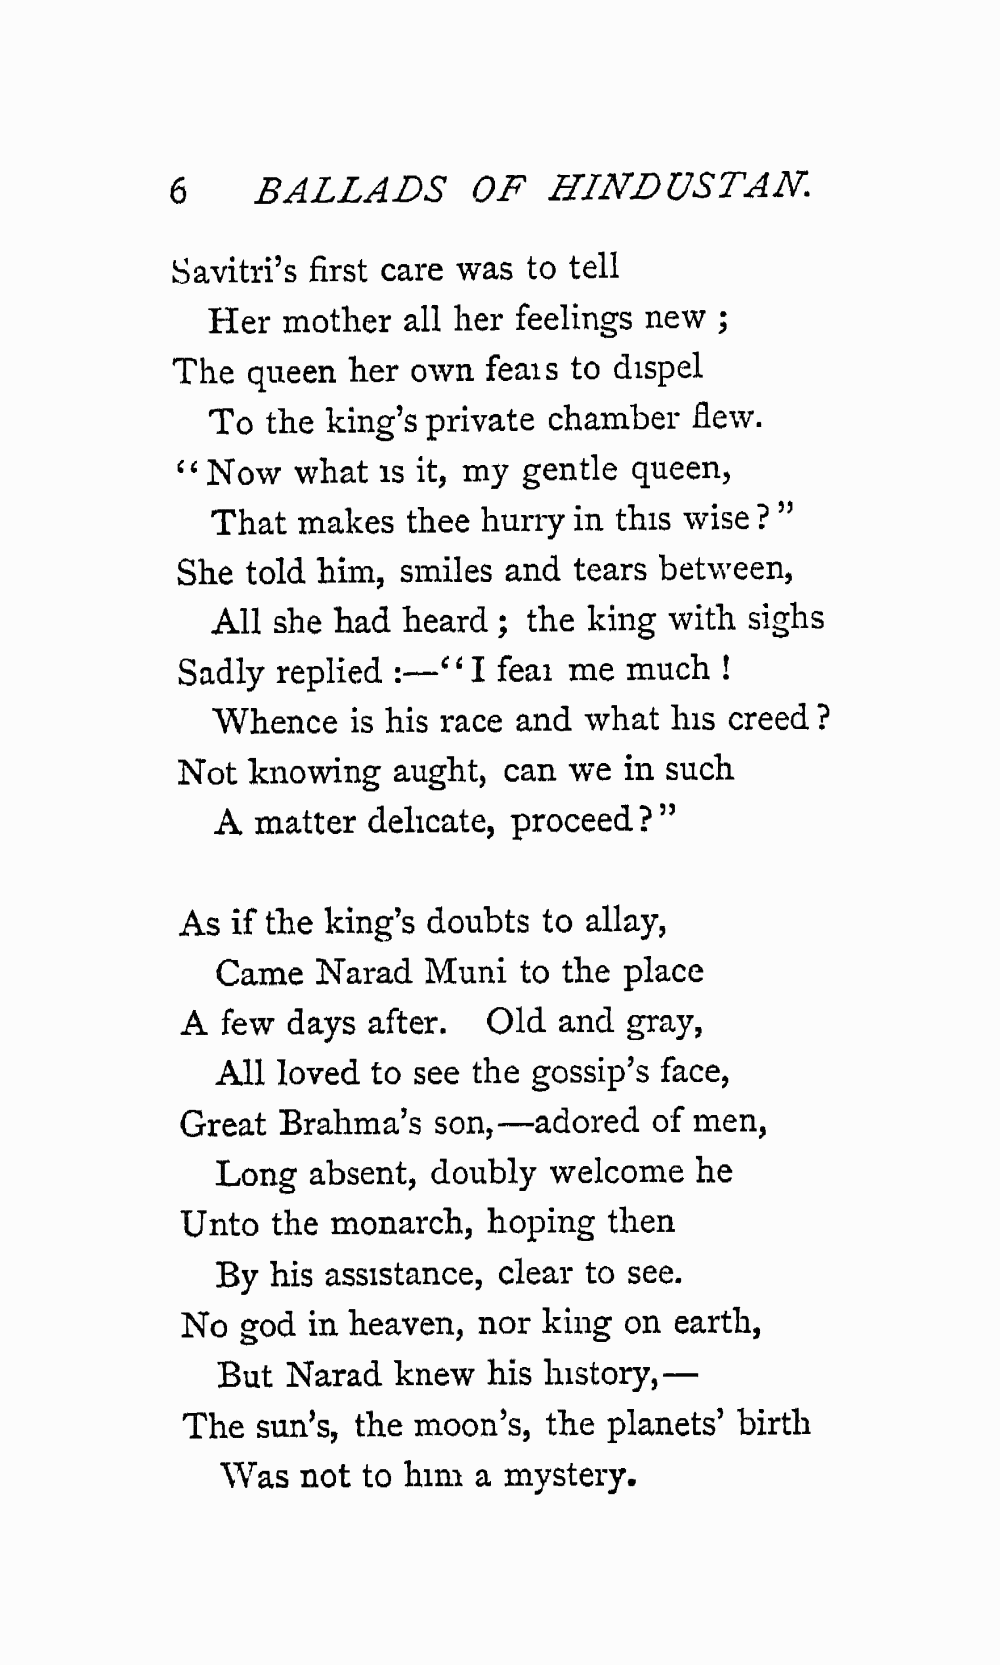 6 BALLADS OF HINDUSTAN.
Savitri's first care was to tell
Her mother all her feelings new ;
The queen her own fears to dispel
To the king's private chamber flew.
“Now what is it, my gentle queen,
That makes thee hurry in this wise?”
She told him, smiles and tears between,
All she had heard ; the king with sighs
Sadly replied :—“I fear me much !
Whence is his race and what his creed?
Not knowing aught, can we in such
A matter delicate, proceed?”
As if the king's doubts to allay,
Came Narad Muni to the place
A few days after. Old and gray,
All loved to see the gossip's face,
Great Brahma's son,—adored of men,
Long absent, doubly welcome he
Unto the monarch, hoping then
By his assistance, clear to see.
No god in heaven, nor king on earth,
But Narad knew his history,—
The sun's, the moon's, the planets' birth
Was not to him a mystery.